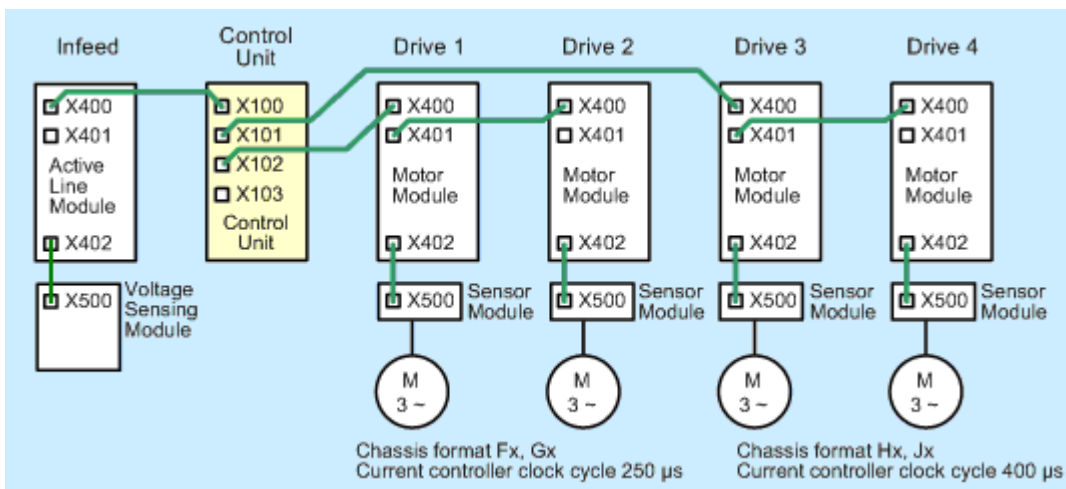 Infeed
Control
Unit
Drive 1
Drive 2
Drive 3
Drive 4
X400
X401
Active
Line
Module
X402
X500
Voltage
Sensing
Module
X100
X101
X102
X103
Control
Unit
X400
X401
Motor
Module
X402
X500
Sensor
Module
M
3 ~
X400
X401
Motor
Module
X402
X500
Sensor
Module
M
3 ~
Chassis format Fx, Gx
Current controller clock cycle 250 µs
X400
X401
Motor
Module
X402
X500
Sensor
Module
M
3 ~
X400
X401
Motor
Module
X402
X500
Sensor
Module
M
3 ~
Chassis format Hx, Jx
Current controller clock cycle 400 µs